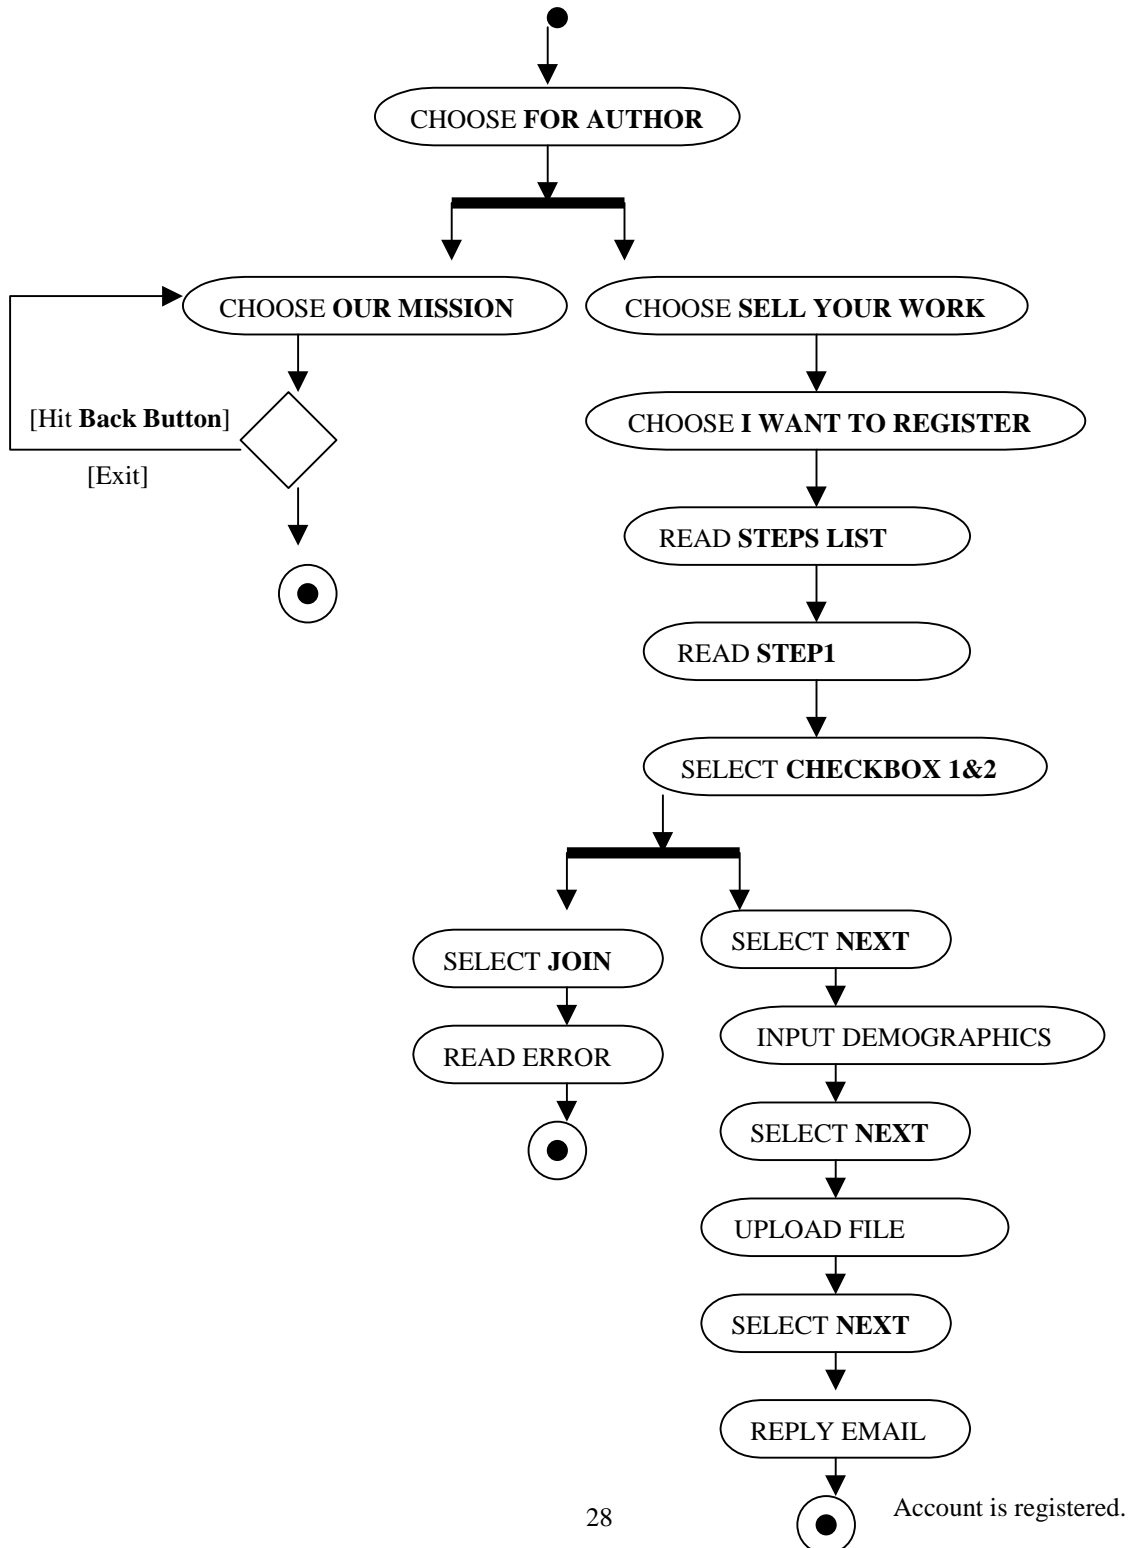 CHOOSE FOR AUTHOR
CHOOSE OUR MISSION
CHOOSE SELL YOUR WORK
[Hit Back Button]
[Exit]
CHOOSE I WANT TO REGISTER
READ STEPS LIST
READ STEP1
SELECT CHECKBOX 1&2
SELECT JOIN
READ ERROR
SELECT NEXT
INPUT DEMOGRAPHICS
SELECT NEXT
UPLOAD FILE
SELECT NEXT
REPLY EMAIL
Account is registered.
28